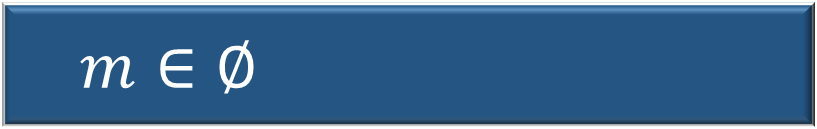 𝑚 ∈ ∅